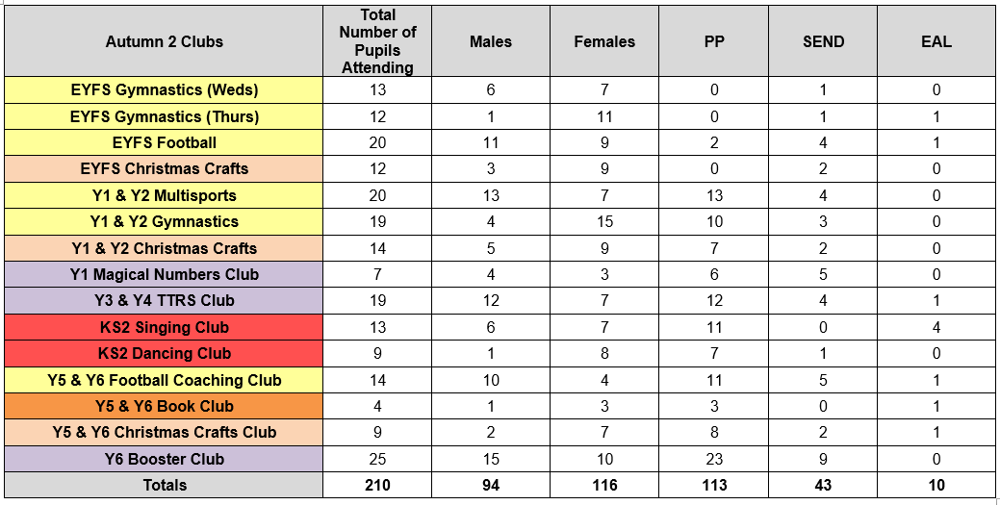 Autumn 2 Clubs Total Number of Pupils Attending Males Females PP SEND EAL
EYFS Gymnastics (Weds) 13 6 7 0 1 0
EYFS Gymnastics (Thurs) 12 1 11 0 1 1
EYFS Football 20 11 9 2 4 1
EYFS Christmas Crafts 12 3 9 0 2 0
Y1 & Y2 Multisports 20 13 7 13 4 0
Y1 & Y2 Gymnastics 19 4 15 10 3 0
Y1 & Y2 Christmas Crafts 14 5 9 7 2 0
Y1 Magical Numbers Club 7 4 3 6 5 0
Y3 & Y4 TTRS Club 19 12 7 12 4 1
KS2 Singing Club 13 6 7 11 0 4
KS2 Dancing Club 9 1 8 7 1 0
Y5 & Y6 Football Coaching Club 14 10 4 11 5 1
Y5 & Y6 Book Club 4 1 3 3 0 1
Y5 & Y6 Christmas Crafts Club 9 2 7 8 2 1
Y6 Booster Club 25 15 10 23 9 0
Totals 210 94 116 113 43 10